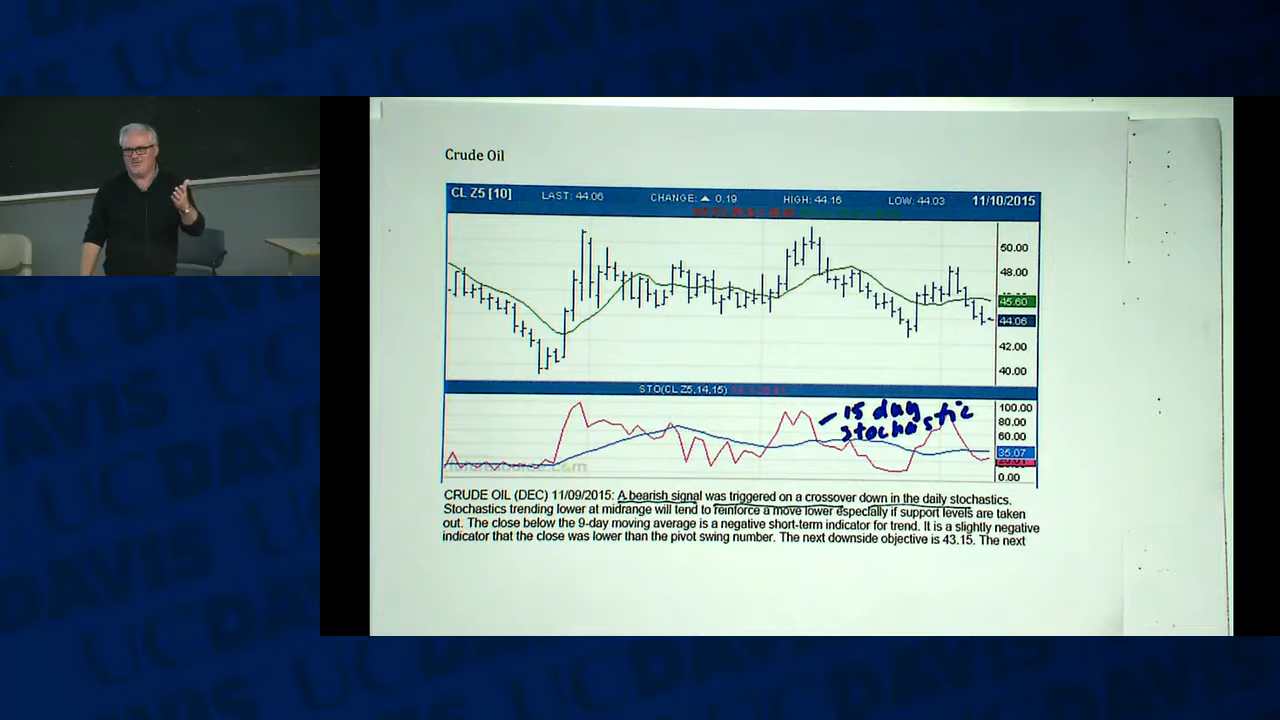 UC DAVIS
Crude Oil
CL Z5 [10] LAST: 44.06 CHANGE: ▲ 0.19 HIGH: 44.16 LOW: 44.03 11/10/2015
50.00
48.00
45.60
44.06
42.00
40.00
STO(CL Z5,14,15)
15 day
stochastic
100.00
80.00
60.00
35.07
0.00
CRUDE OIL (DEC) 11/09/2015: A bearish signal was triggered on a crossover down in the daily stochastics.
Stochastics trending lower at midrange will tend to reinforce a move lower especially if support levels are taken
out. The close below the 9-day moving average is a negative short-term indicator for trend. It is a slightly negative
indicator that the close was lower than the pivot swing number. The next downside objective is 43.15. The next